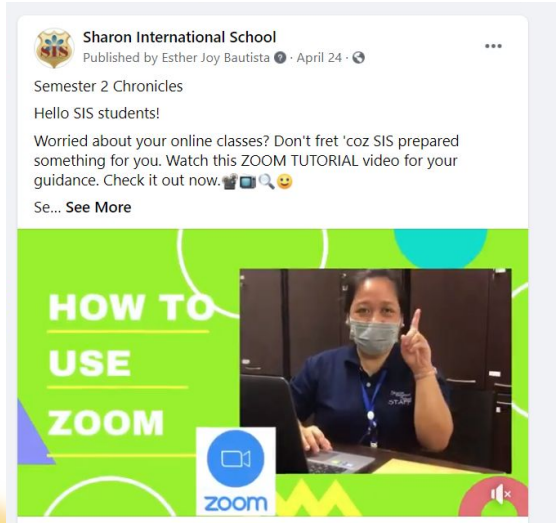 Sharon International School
SIS
Published by Esther Joy Bautista · April 24 ·
Semester 2 Chronicles
Hello SIS students!
Worried about your online classes? Don't fret 'coz SIS prepared
something for you. Watch this ZOOM TUTORIAL video for your
guidance. Check it out now.📽📺🔍🙂
Se... See More
HOW TO
USE
ZOOM
STAFF
zoom